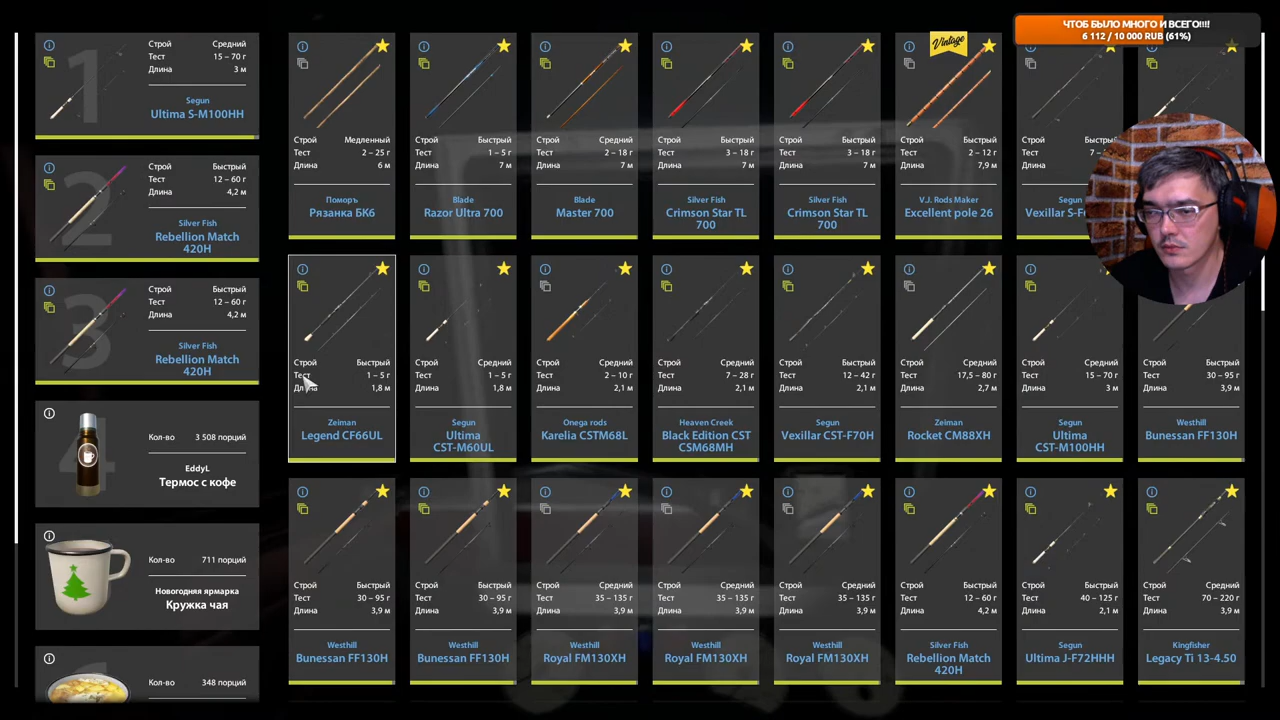 ЧТОБ БЫЛО МНОГО И ВСЕГО!!!!
6 112 / 10 000 RUB (61%)
1
Строй Средний
Тест 15 – 70 г
Длина 3 м
Segun
Ultima S-M100HH
2
Строй Быстрый
Тест 12 – 60 г
Длина 4,2 м
Silver Fish
Rebellion Match
420H
3
Строй Быстрый
Тест 12 – 60 г
Длина 4,2 м
Silver Fish
Rebellion Match
420H
4
Кол-во 3 508 порций
EddyL
Термос с кофе
Кол-во 711 порций
Новогодняя ярмарка
Кружка чая
Кол-во 348 порций
Строй Медленный
Тест 2 – 25 г
Длина 6 м
Поморъ
Рязанка БК6
Строй Быстрый
Тест 1 – 5 г
Длина 7 м
Blade
Razor Ultra 700
Строй Средний
Тест 2 – 18 г
Длина 7 м
Blade
Master 700
Строй Быстрый
Тест 3 – 18 г
Длина 7 м
Silver Fish
Crimson Star TL
700
Строй Быстрый
Тест 3 – 18 г
Длина 7 м
Silver Fish
Crimson Star TL
700
Vintage
Строй Быстрый
Тест 2 – 12 г
Длина 7,9 м
V.J. Rods Maker
Excellent pole 26
Строй
Тест
Длина
Segun
Vexillar
Строй Быстрый
Тест 1 – 5 г
Длина 1,8 м
Zeiman
Legend CF66UL
Строй Средний
Тест 1 – 5 г
Длина 1,8 м
Segun
Ultima
CST-M60UL
Строй Средний
Тест 2 – 10 г
Длина 2,1 м
Onega rods
Karelia CSTM68L
Строй Средний
Тест 7 – 28 г
Длина 2,1 м
Heaven Creek
Black Edition CST
CSM68MH
Строй Быстрый
Тест 12 – 42 г
Длина 2,1 м
Segun
Vexillar CST-F70H
Строй Средний
Тест 17,5 – 80 г
Длина 2,7 м
Zeiman
Rocket CM88XH
Строй Средний
Тест 15 – 70 г
Длина 3 м
Segun
Ultima
CST-M100HH
Строй Быстрый
Тест 30 – 95 г
Длина 3,9 м
Westhill
Bunessan FF130H
Строй Быстрый
Тест 30 – 95 г
Длина 3,9 м
Westhill
Bunessan FF130H
Строй Быстрый
Тест 30 – 95 г
Длина 3,9 м
Westhill
Bunessan FF130H
Строй Средний
Тест 35 – 135 г
Длина 3,9 м
Westhill
Royal FM130XH
Строй Средний
Тест 35 – 135 г
Длина 3,9 м
Westhill
Royal FM130XH
Строй Средний
Тест 35 – 135 г
Длина 3,9 м
Westhill
Royal FM130XH
Строй Быстрый
Тест 12 – 60 г
Длина 4,2 м
Silver Fish
Rebellion Match
420H
Строй Быстрый
Тест 40 – 125 г
Длина 2,1 м
Segun
Ultima J-F72HHH
Строй Средний
Тест 70 – 220 г
Длина 3,9 м
Kingfisher
Legacy Ti 13-4.50